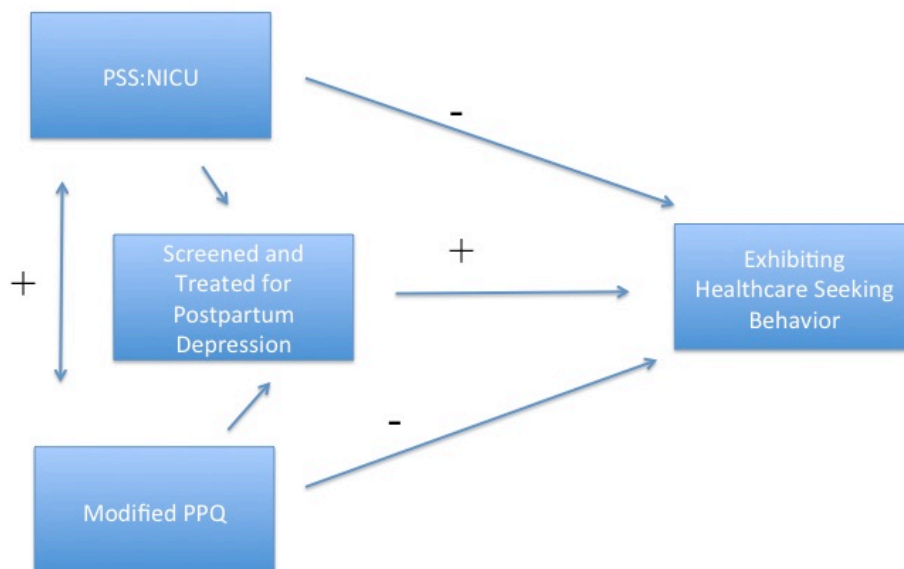 PSS:NICU
-
+
Screened and
Treated for
Postpartum
Depression
+
Exhibiting
Healthcare Seeking
Behavior
-
Modified PPQ